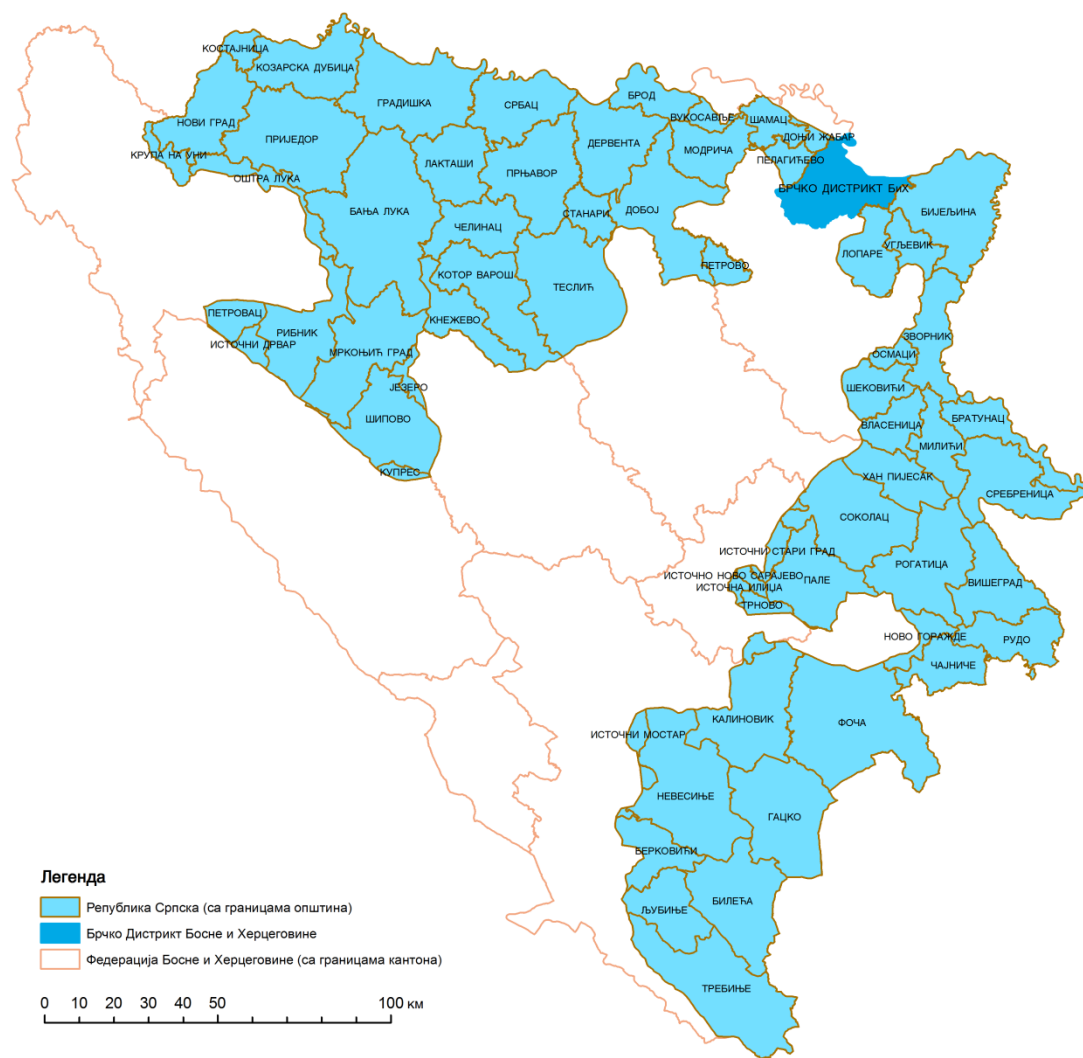 КОСТАЈНИЦА
КОЗАРСКА ДУБИЦА
ГРАДИШКА
СРБАЦ
БРОД
ВУКОСАВЉЕ
ШАМАЦ
ДОЊИ ЖАБАР
НОВИ ГРАД
ПРИЈЕДОР
ДЕРВЕНТА
МОДРИЧА
КРУПА НА УНИ
ЛАКТАШИ
ПЕЛАГИЋЕВО
ОШТРА ЛУКА
ПРЊАВОР
БРЧКО ДИСТРИКТ БиХ
БАЊА ЛУКА
СТАНАРИ
ДОБОЈ
БИЈЕЉИНА
ЧЕЛИНАЦ
УГЉЕВИК
ЛОПАРЕ
ПЕТРОВО
КОТОР ВАРОШ
ТЕСЛИЋ
ПЕТРОВАЦ
КНЕЖЕВО
РИБНИК
ИСТОЧНИ ДРВАР
ЗВОРНИК
МРКОЊИЋ ГРАД
ОСМАЦИ
ЈЕЗЕРО
ШЕКОВИЋИ
ШИПОВО
БРАТУНАЦ
ВЛАСЕНИЦА
МИЛИЋИ
КУПРЕС
ХАН ПИЈЕСАК
СРЕБРЕНИЦА
СОКОЛАЦ
ИСТОЧНИ СТАРИ ГРАД
РОГАТИЦА
ИСТОЧНО НОВО САРАЈЕВО
ПАЛЕ
ВИШЕГРАД
ИСТОЧНА ИЛИЏА
ТРНОВО
НОВО ГОРАЖДЕ
РУДО
ЧАЈНИЧЕ
КАЛИНОВИК
ФОЧА
ИСТОЧНИ МОСТАР
НЕВЕСИЊЕ
ГАЦКО
БЕРКОВИЋИ
БИЛЕЋА
ЉУБИЊЕ
ТРЕБИЊЕ
Легенда
Република Српска (са границама општина)
Брчко Дистрикт Босне и Херцеговине
Федерација Босне и Херцеговине (са границама кантона)
0 10 20 30 40 50 100 км